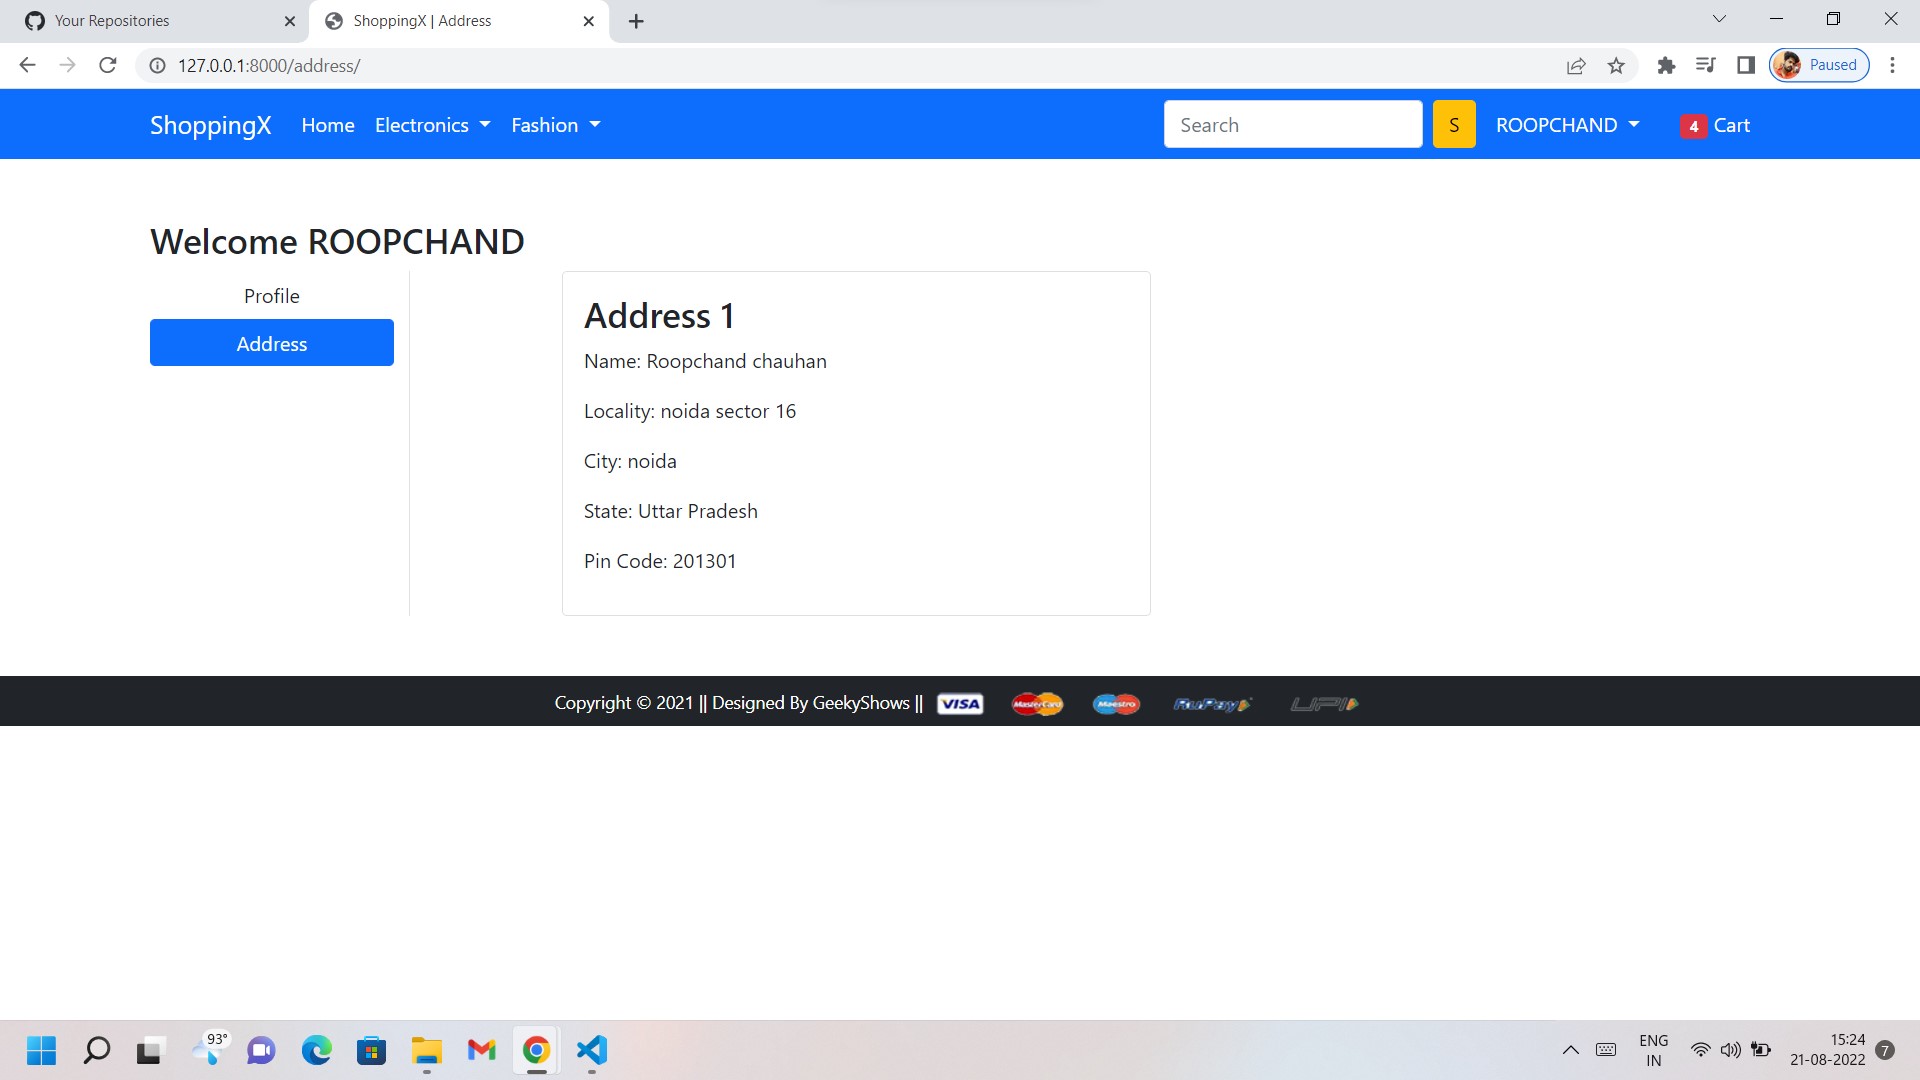 Your Repositories
ShoppingX | Address
127.0.0.1:8000/address/
Paused
ShoppingX Home Electronics Fashion Search S ROOPCHAND 4 Cart
Welcome ROOPCHAND
Profile
Address
Address 1
Name: Roopchand chauhan
Locality: noida sector 16
City: noida
State: Uttar Pradesh
Pin Code: 201301
Copyright © 2021 || Designed By GeekyShows || VISA MasterCard Maestro RuPay UPI
93°
ENG
IN
15:24
21-08-2022
7